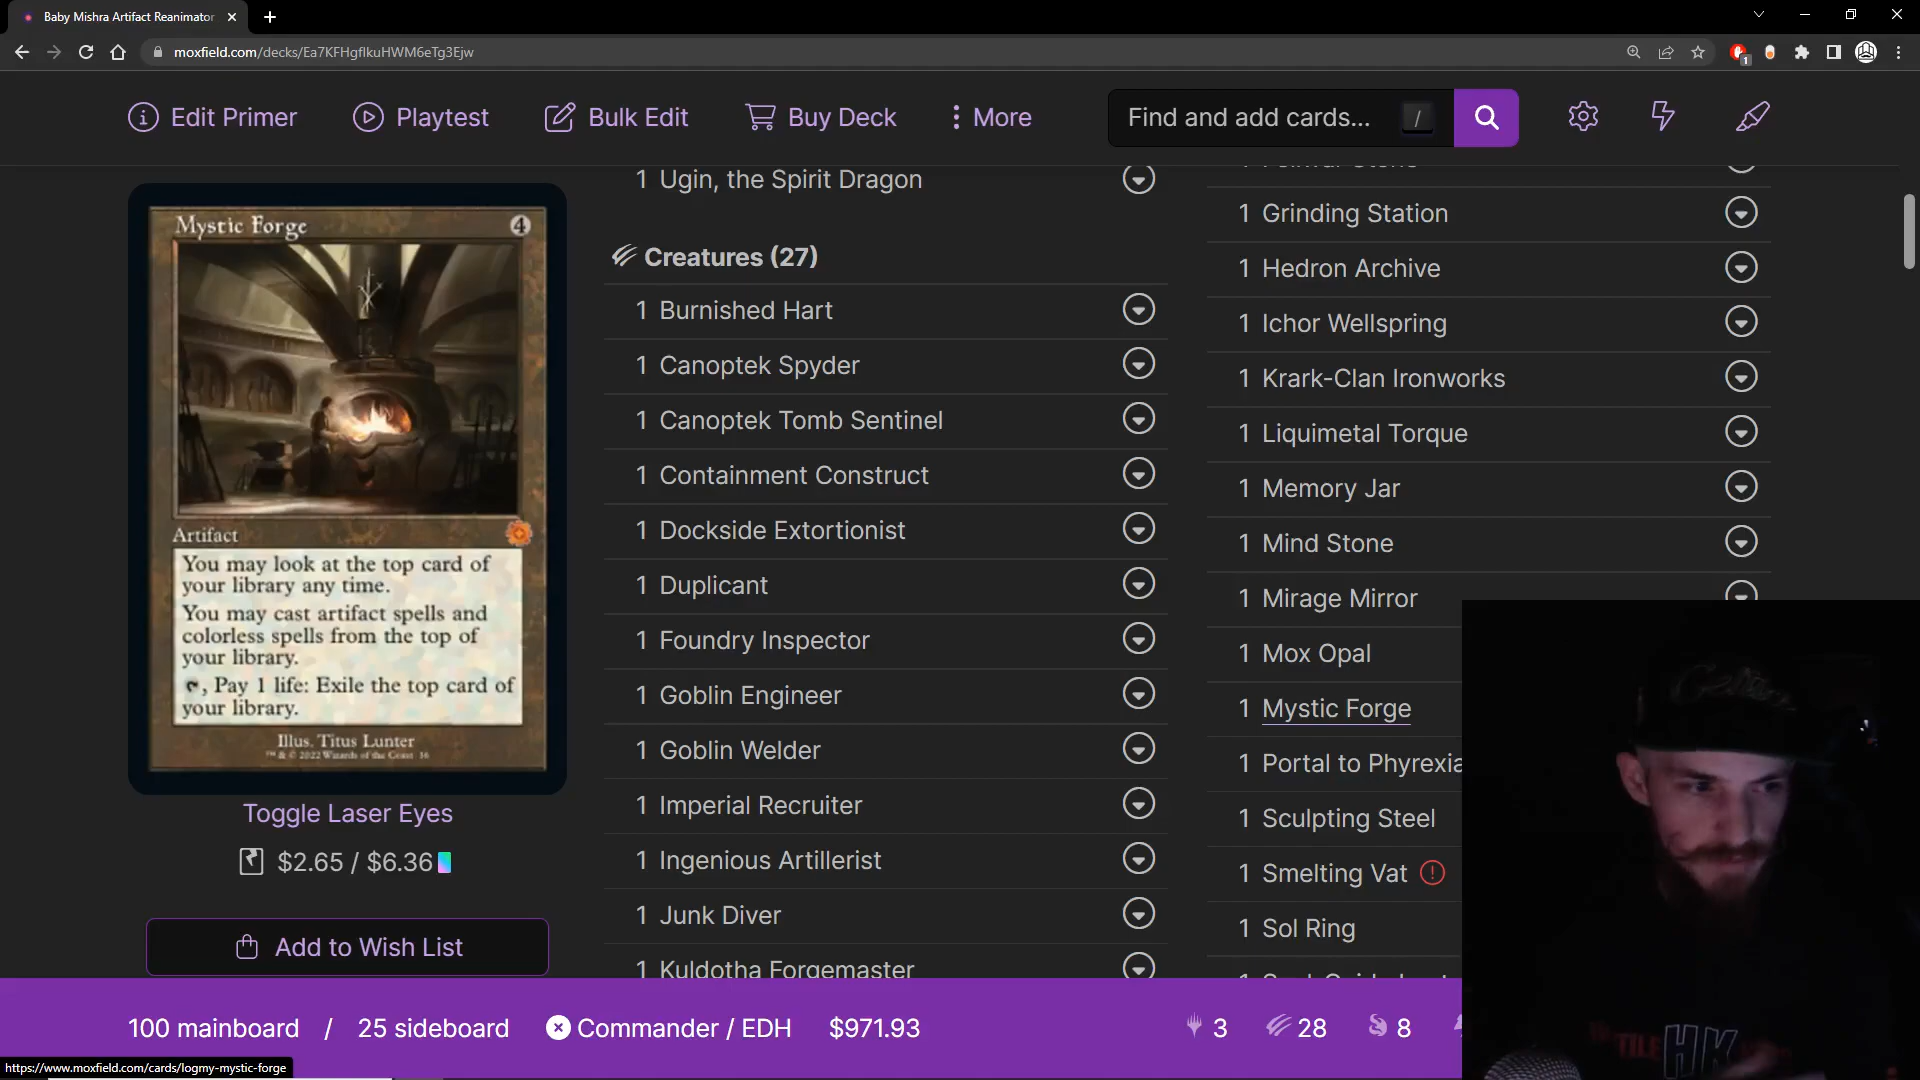 Baby Mishra Artifact Reanimator
moxfield.com/decks/Ea7KFHgflkuHWM6eTg3Ejw
1
Edit Primer
Playtest
Bulk Edit
Buy Deck
More
Find and add cards...
/
Mystic Forge
4
Artifact
You may look at the top card of
your library any time.
You may cast artifact spells and
colorless spells from the top of
your library.
, Pay 1 life: Exile the top card of
your library.
Illus. Titus Lunter
™ & © 2022 Wizards of the Coast 36
Toggle Laser Eyes
$2.65 / $6.36
Add to Wish List
1 Ugin, the Spirit Dragon
Creatures (27)
1 Burnished Hart
1 Canoptek Spyder
1 Canoptek Tomb Sentinel
1 Containment Construct
1 Dockside Extortionist
1 Duplicant
1 Foundry Inspector
1 Goblin Engineer
1 Goblin Welder
1 Imperial Recruiter
1 Ingenious Artillerist
1 Junk Diver
1 Kuldotha Forgemaster
1 Grinding Station
1 Hedron Archive
1 Ichor Wellspring
1 Krark-Clan Ironworks
1 Liquimetal Torque
1 Memory Jar
1 Mind Stone
1 Mirage Mirror
1 Mox Opal
1 Mystic Forge
1 Portal to Phyrexia
1 Sculpting Steel
1 Smelting Vat
1 Sol Ring
HK
100 mainboard / 25 sideboard
Commander / EDH
$971.93
3
28
8
https://www.moxfield.com/cards/logmy-mystic-forge